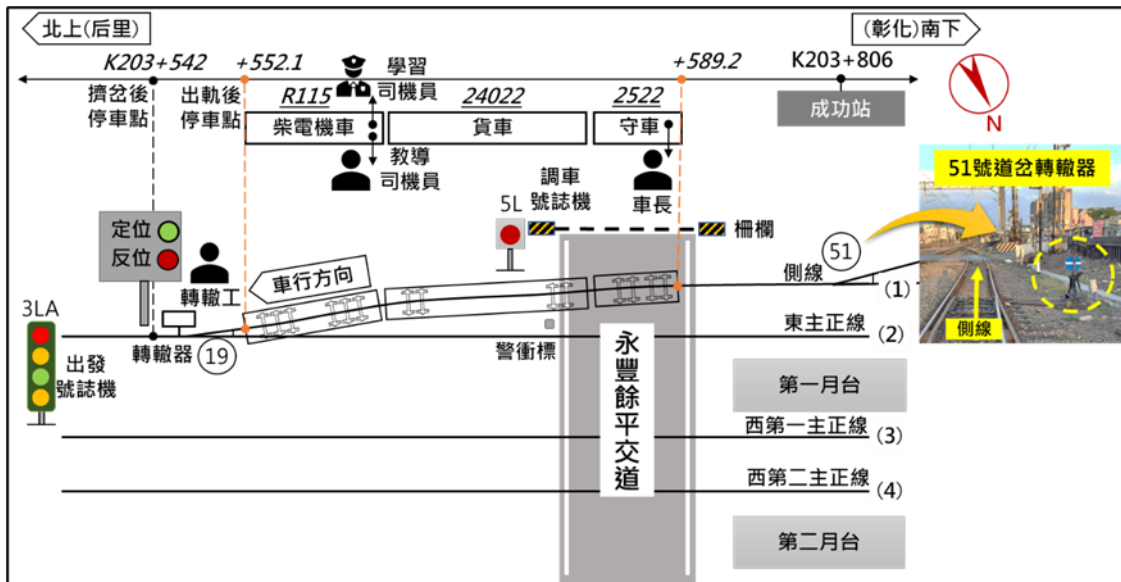 北上(后里)
(彰化)南下
K203+542
+552.1
+589.2
K203+806
擠岔後
停車點
出軌後
停車點
學習
司機員
R115
24022
2522
成功站
柴電機車
貨車
守車
N
教導
司機員
車長
51號道岔轉轍器
調車
號誌機
5L
柵欄
定位
反位
轉轍工
車行方向
51
側線
(1)
側線
3LA
東主正線
(2)
轉轍器
19
警衝標
出發
號誌機
永豐餘平交道
第一月台
西第一主正線
(3)
西第二主正線
(4)
第二月台